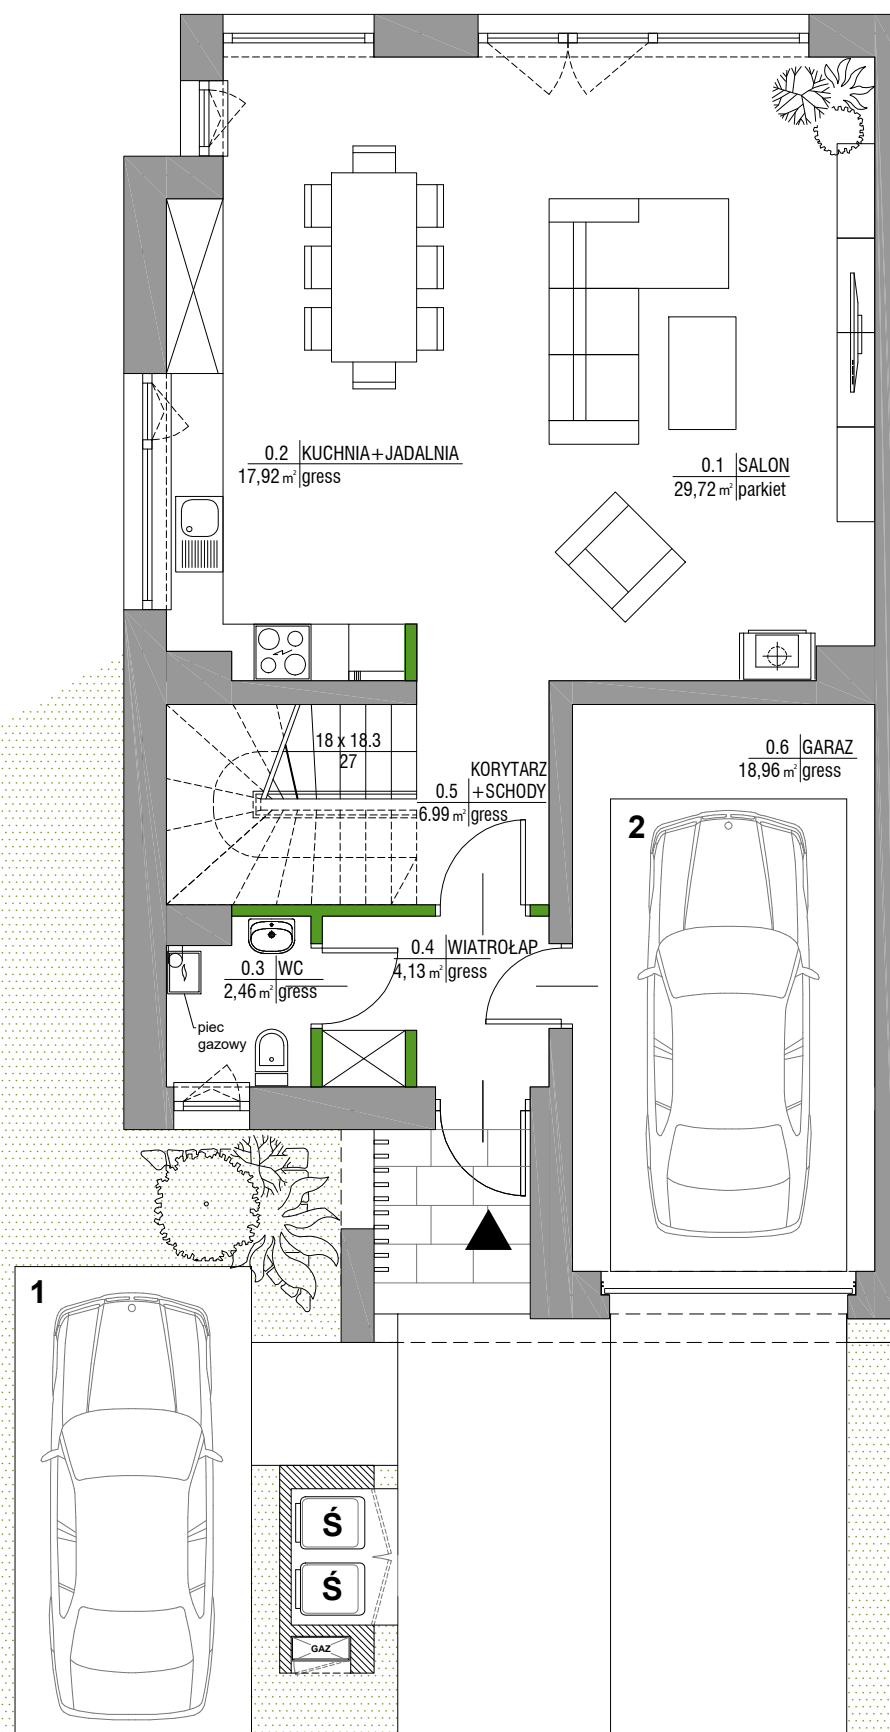 0.2 KUCHNIA+JADALNIA
17,92 m² gress
0.1 SALON
29,72 m² parkiet
18 x 18.3
27
KORYTARZ
0.5 +SCHODY
6.99 m² gress
0.6 GARAZ
18,96 m² gress
2
0.4 WIATROŁAP
4,13 m² gress
0.3 WC
2,46 m² gress
piec
gazowy
1
Ś
Ś
GAZ